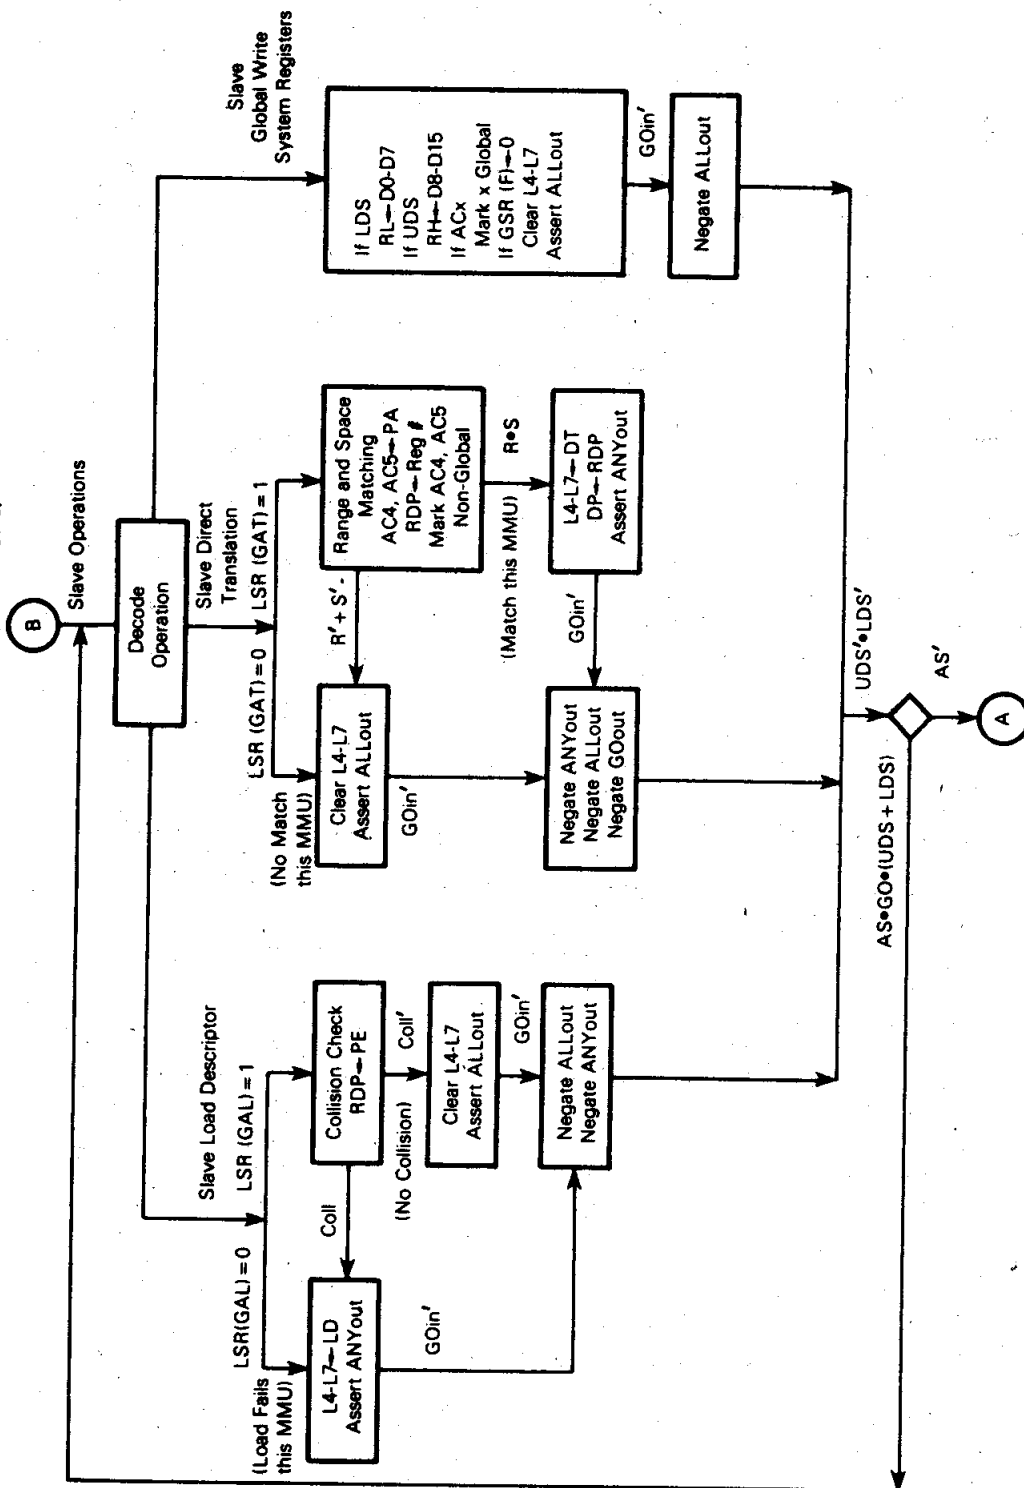 B
Slave Operations
Decode
Operation
Slave Load Descriptor
LSR(GAL)=0
LSR (GAL)=1
(Load Fails
this MMU)
L4-L7←LD
Assert ANYout
Coll
Collision Check
RDP←PE
Coll'
(No Collision)
Clear L4-L7
Assert ALLout
GOin'
GOin'
Negate ALLout
Negate ANYout
Slave Direct
Translation
LSR (GAT)=0
LSR (GAT)=1
(No Match
this MMU)
Clear L4-L7
Assert ALLout
R'+S'
Range and Space
Matching
AC4, AC5←PA
RDP←Reg #
Mark AC4, AC5
Non-Global
R•S
(Match this MMU)
L4-L7←DT
DP←RDP
Assert ANYout
GOin'
GOin'
Negate ANYout
Negate ALLout
Negate GOout
Slave
Global Write
System Registers
If LDS
RL←D0-D7
If UDS
RH←D8-D15
If ACx
Mark x Global
If GSR (F)←0
Clear L4-L7
Assert ALLout
GOin'
Negate ALLout
UDS'•LDS'
AS•GO•(UDS+LDS)
AS'
A